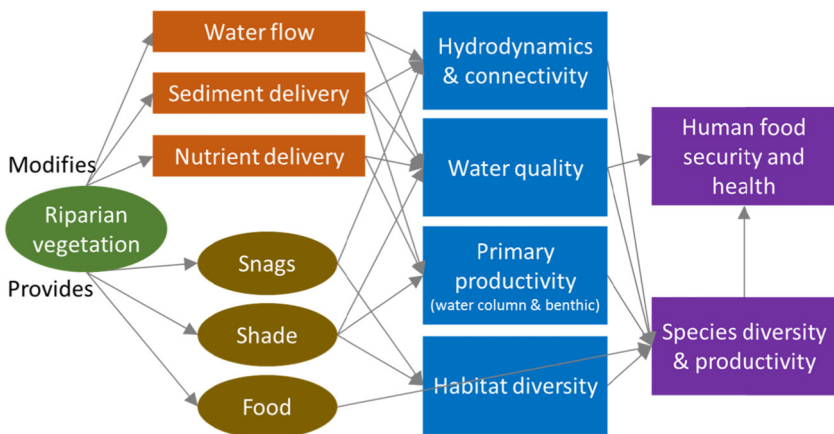 Water flow
Sediment delivery
Nutrient delivery
Modifies
Riparian
vegetation
Provides
Snags
Shade
Food
Hydrodynamics
& connectivity
Water quality
Primary
productivity
(water column & benthic)
Habitat diversity
Human food
security and
health
Species diversity
& productivity